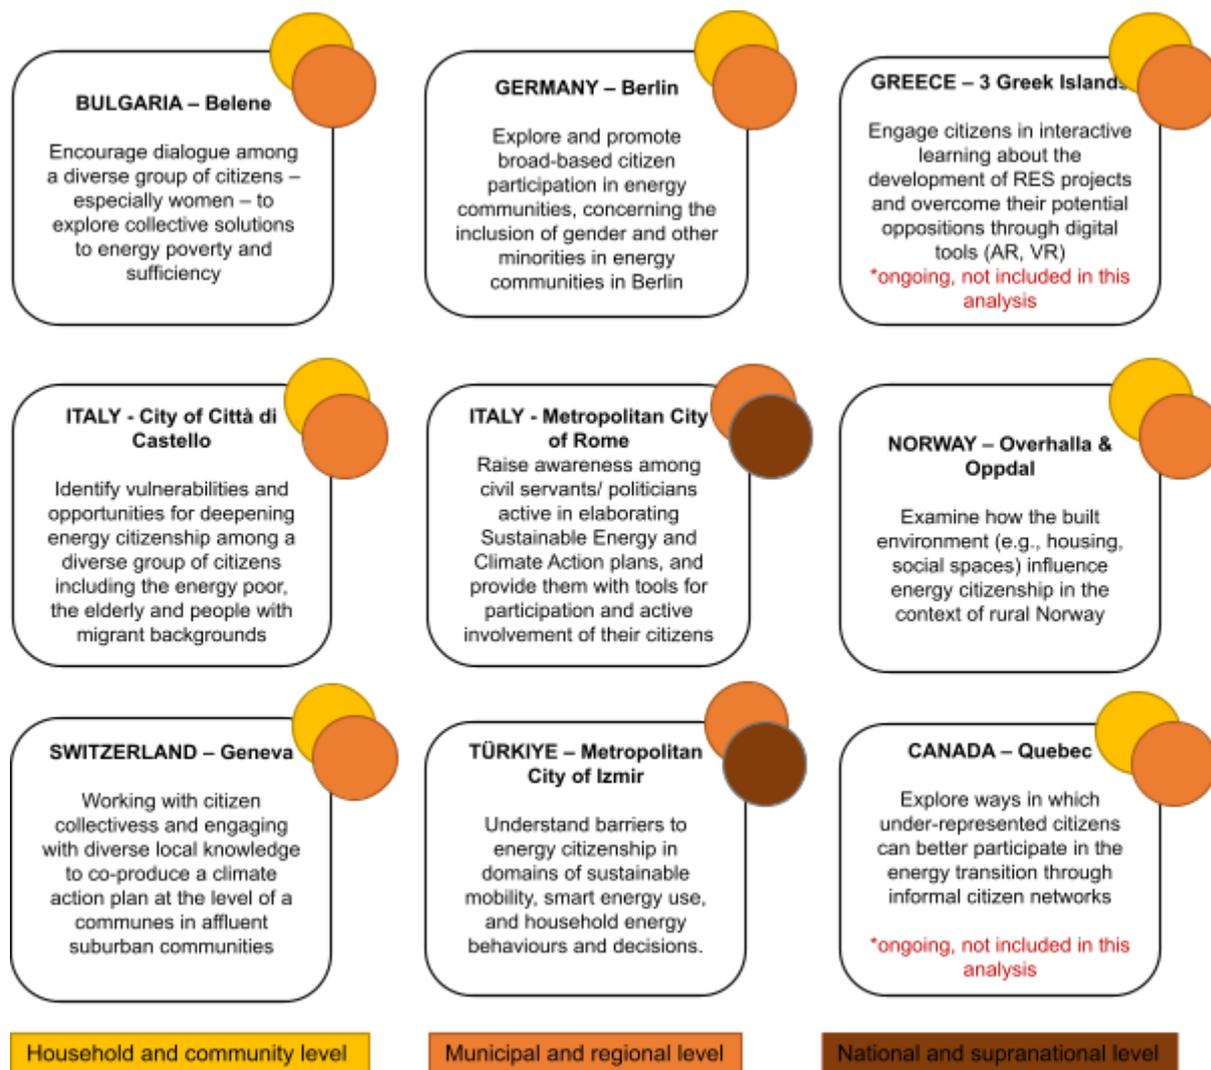 BULGARIA – Belene
Encourage dialogue among
a diverse group of citizens –
especially women – to
explore collective solutions
to energy poverty and
sufficiency
GERMANY – Berlin
Explore and promote
broad-based citizen
participation in energy
communities, concerning the
inclusion of gender and other
minorities in energy
communities in Berlin
GREECE – 3 Greek Islands
Engage citizens in interactive
learning about the
development of RES projects
and overcome their potential
oppositions through digital
tools (AR, VR)
*ongoing, not included in this
analysis
ITALY - City of Città di
Castello
Identify vulnerabilities and
opportunities for deepening
energy citizenship among a
diverse group of citizens
including the energy poor,
the elderly and people with
migrant backgrounds
ITALY - Metropolitan City
of Rome
Raise awareness among
civil servants/ politicians
active in elaborating
Sustainable Energy and
Climate Action plans, and
provide them with tools for
participation and active
involvement of their citizens
NORWAY – Overhalla &
Oppdal
Examine how the built
environment (e.g., housing,
social spaces) influence
energy citizenship in the
context of rural Norway
SWITZERLAND – Geneva
Working with citizen
collectivess and engaging
with diverse local knowledge
to co-produce a climate
action plan at the level of a
communes in affluent
suburban communities
TÜRKIYE – Metropolitan
City of Izmir
Understand barriers to
energy citizenship in
domains of sustainable
mobility, smart energy use,
and household energy
behaviours and decisions.
CANADA – Quebec
Explore ways in which
under-represented citizens
can better participate in the
energy transition through
informal citizen networks
*ongoing, not included in this
analysis
Household and community level
Municipal and regional level
National and supranational level